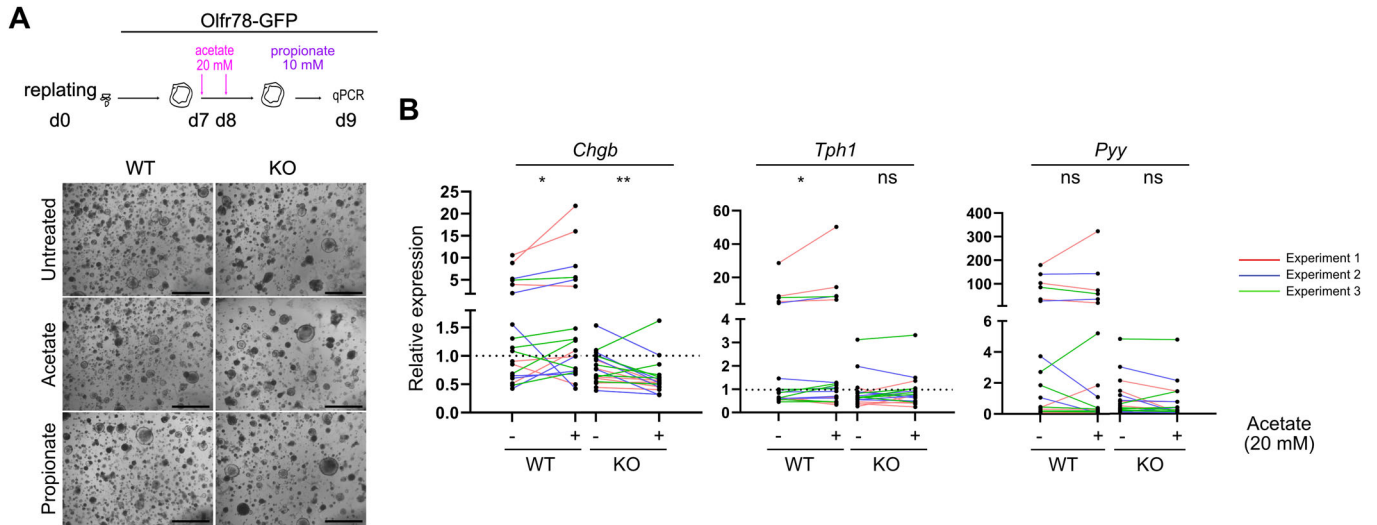 A
Olfr78-GFP
acetate
20 mM
propionate
10 mM
replating
qPCR
d0
d7 d8
d9
WT
KO
Untreated
Acetate
Propionate
B
Chgb
Tph1
Pyy
*
**
*
ns
ns
ns
Relative expression
25
20
15
10
5
1.5
1.0
0.5
0.0
60
40
20
4
3
2
1
0
400
300
200
100
6
4
2
0
- + - +
WT KO
- + - +
WT KO
- + - +
WT KO
Experiment 1
Experiment 2
Experiment 3
Acetate
(20 mM)